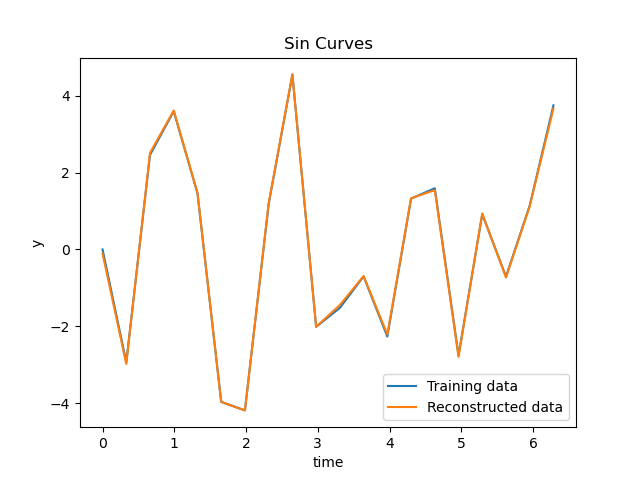 Sin Curves
4
2
0
−2
−4
y
0 1 2 3 4 5 6
time
Training data
Reconstructed data